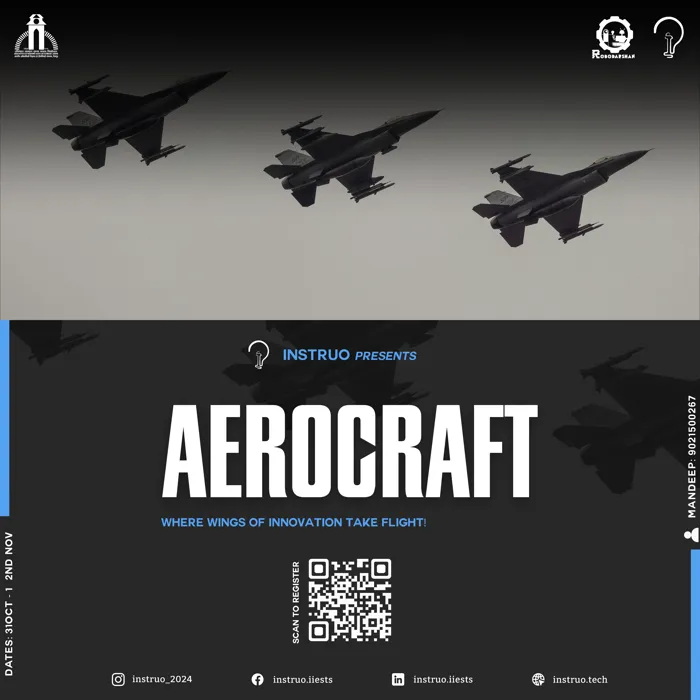 ROBODARSHAN
INSTRUO PRESENTS
AEROCRAFT
WHERE WINGS OF INNOVATION TAKE FLIGHT!
SCAN TO REGISTER
DATES: 31OCT - 1 2ND NOV
MANDEEP: 9021500267
instruo_2024
instruo.iiests
instruo.iiests
instruo.tech